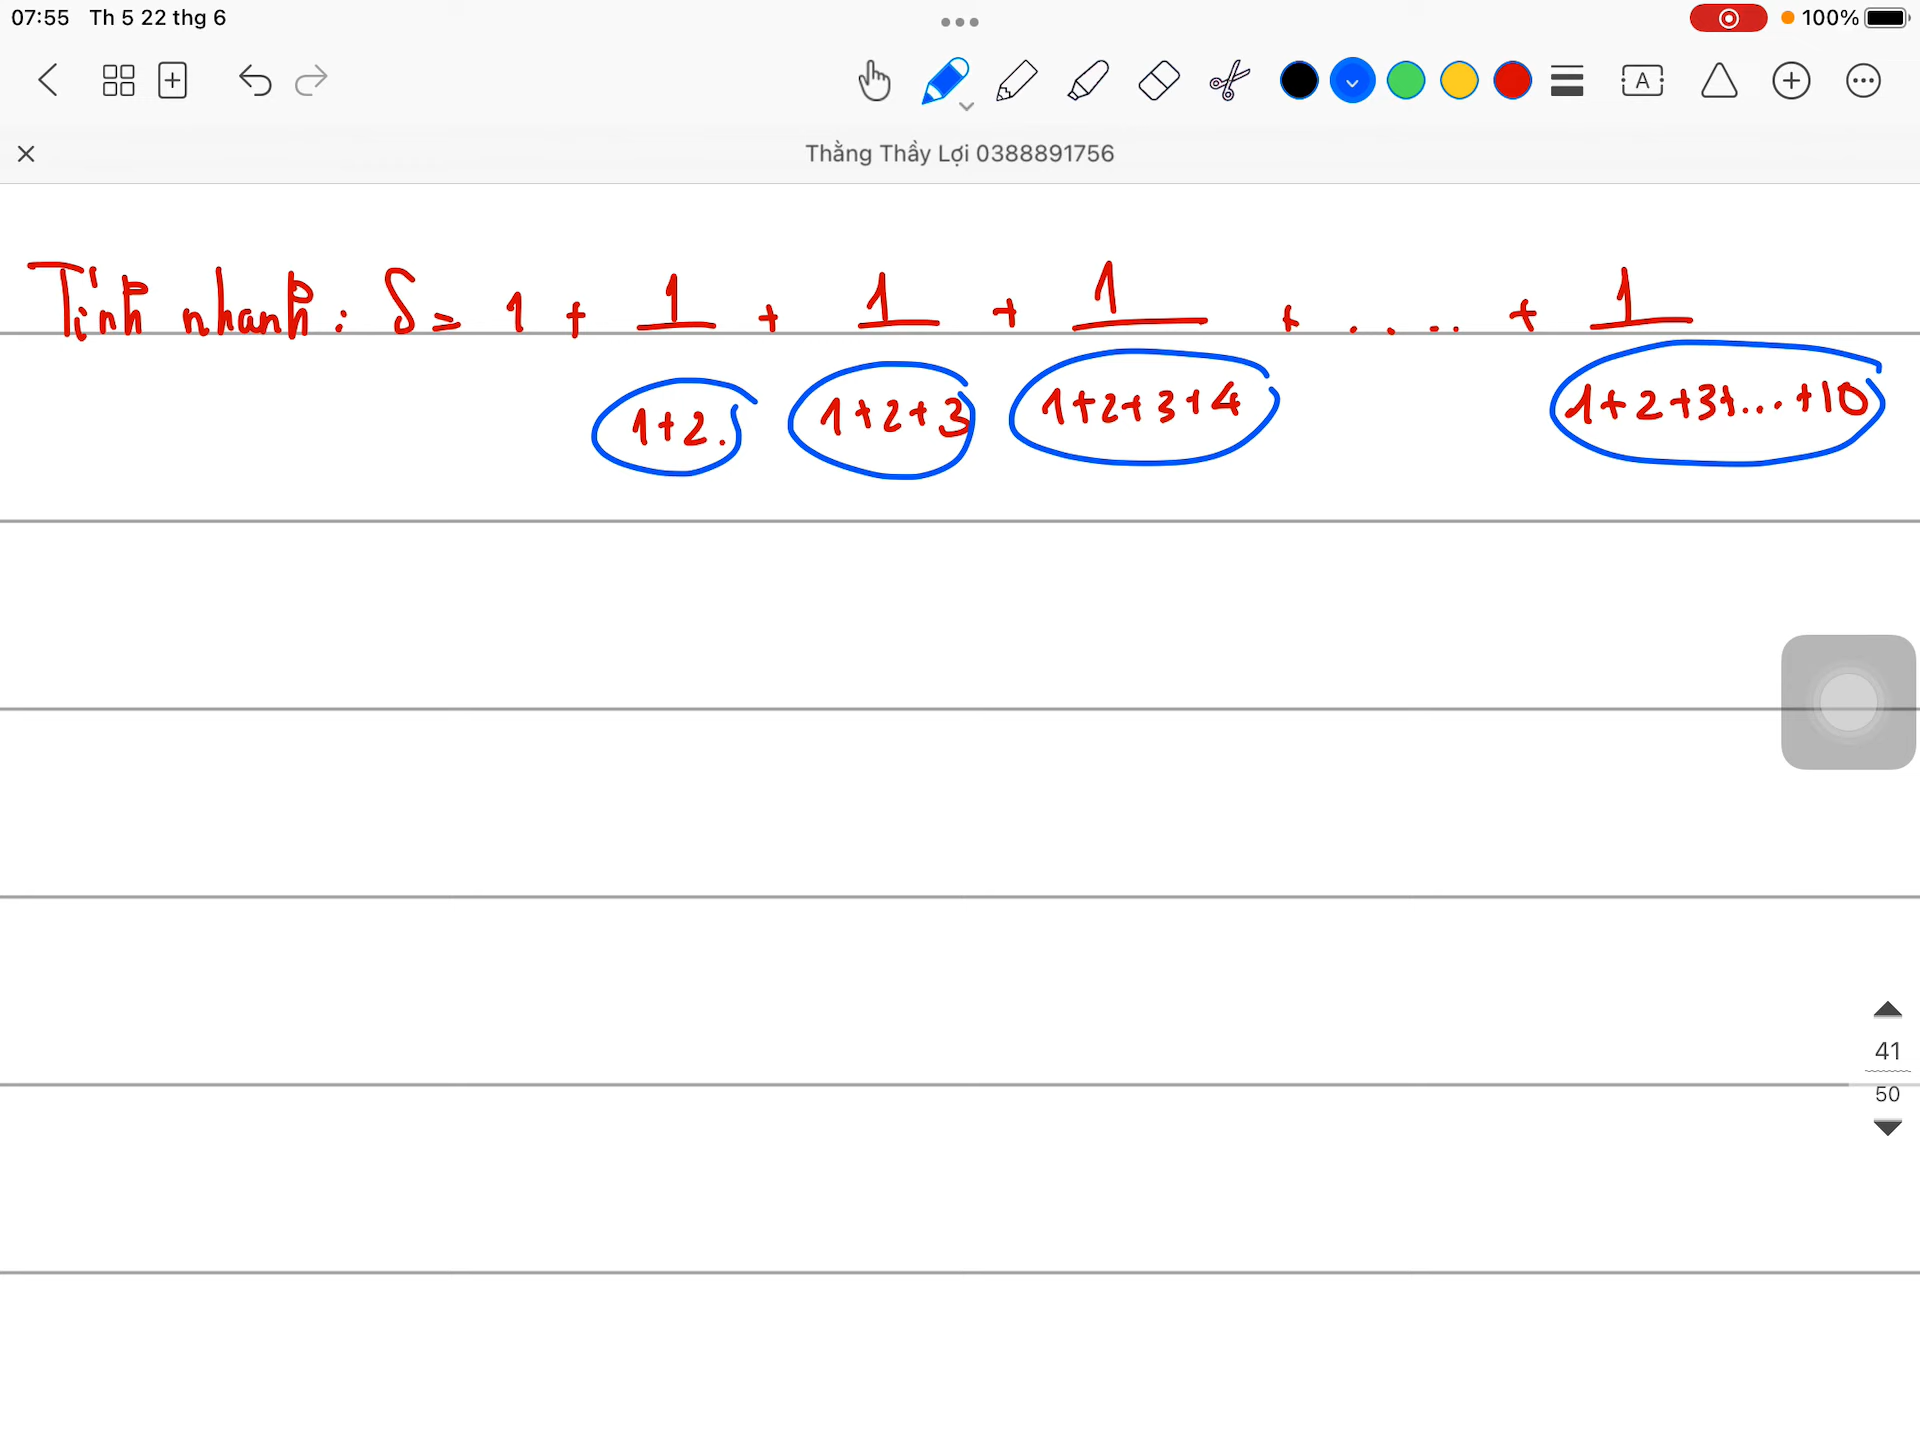 07:55 Th 5 22 thg 6 100%
A
Thằng Thầy Lợi 0388891756
Tính nhanh: S = 1 + 1 + 1 + 1 + ..... + 1
1+2. 1+2+3 1+2+3+4 1+2+3+...+10
41
50